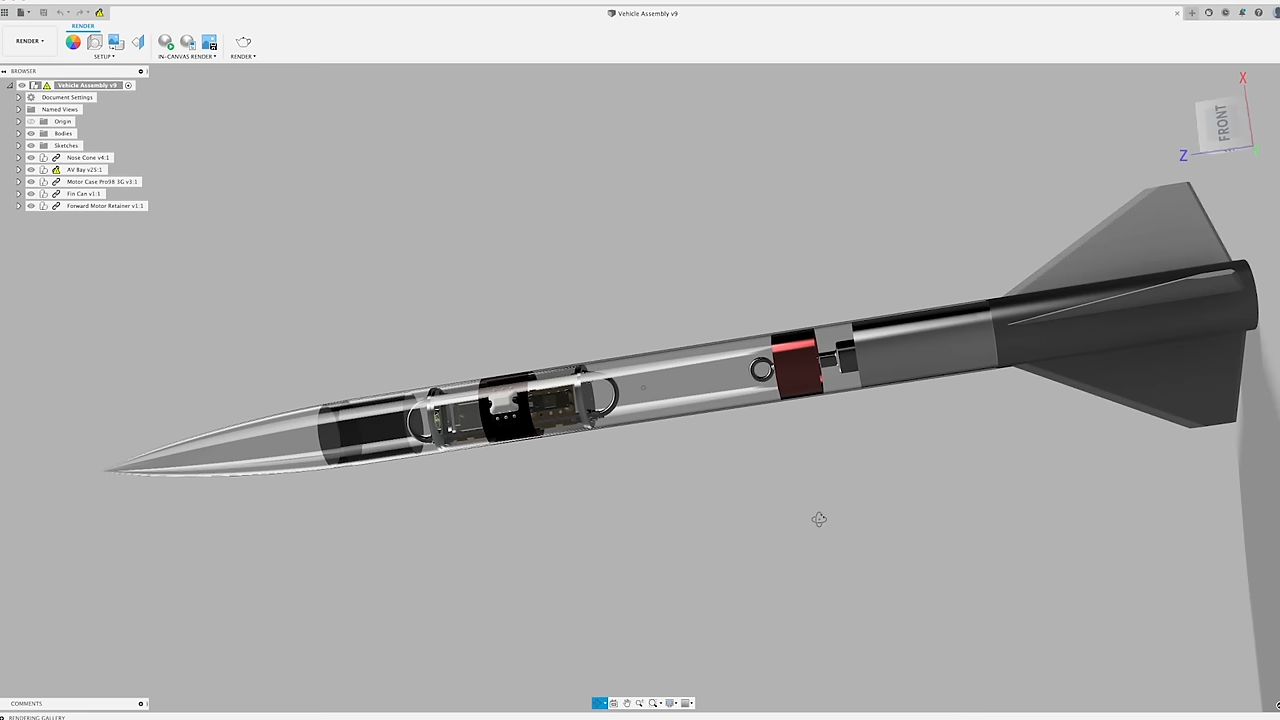 Vehicle Assembly v9
RENDER
RENDER
SETUP
IN-CANVAS RENDER
RENDER
BROWSER
Vehicle Assembly v9
Document Settings
Named Views
Origin
Bodies
Sketches
Nose Cone v4:1
AV Bay v25:1
Motor Case Pro98 3G v3:1
Fin Can v1:1
Forward Motor Retainer v1:1
X
FRONT
Z
COMMENTS
RENDERING GALLERY